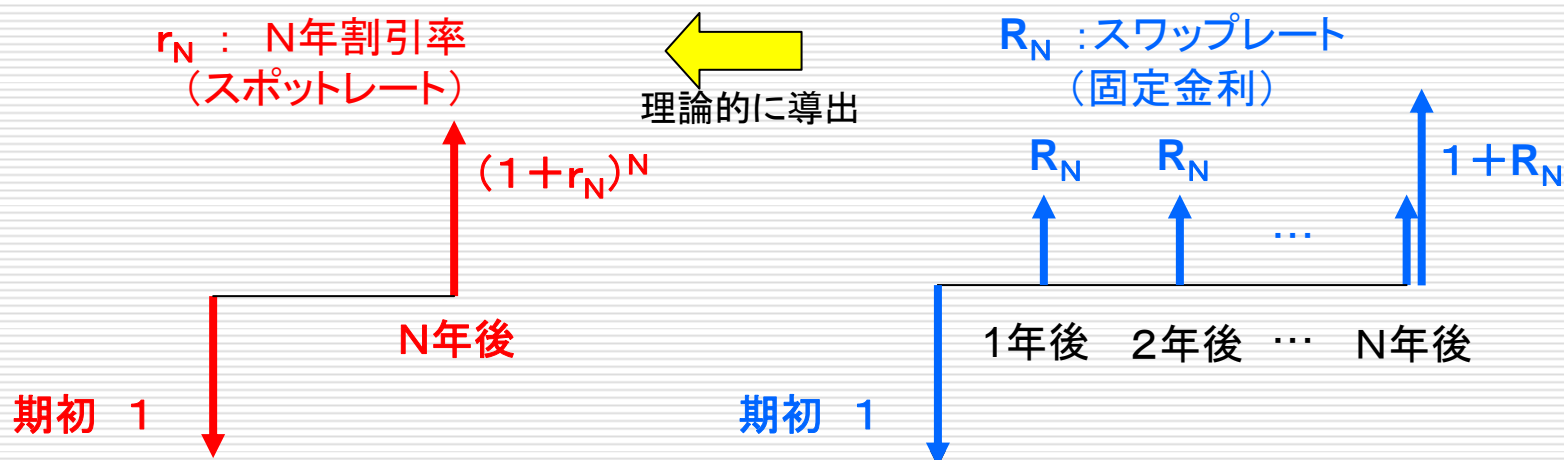 rN : N年割引率
(スポットレート)
理論的に導出
RN :スワップレート
(固定金利)
(1+rN)N
RN RN 1+RN
…
N年後
1年後 2年後 … N年後
期初 1
期初 1